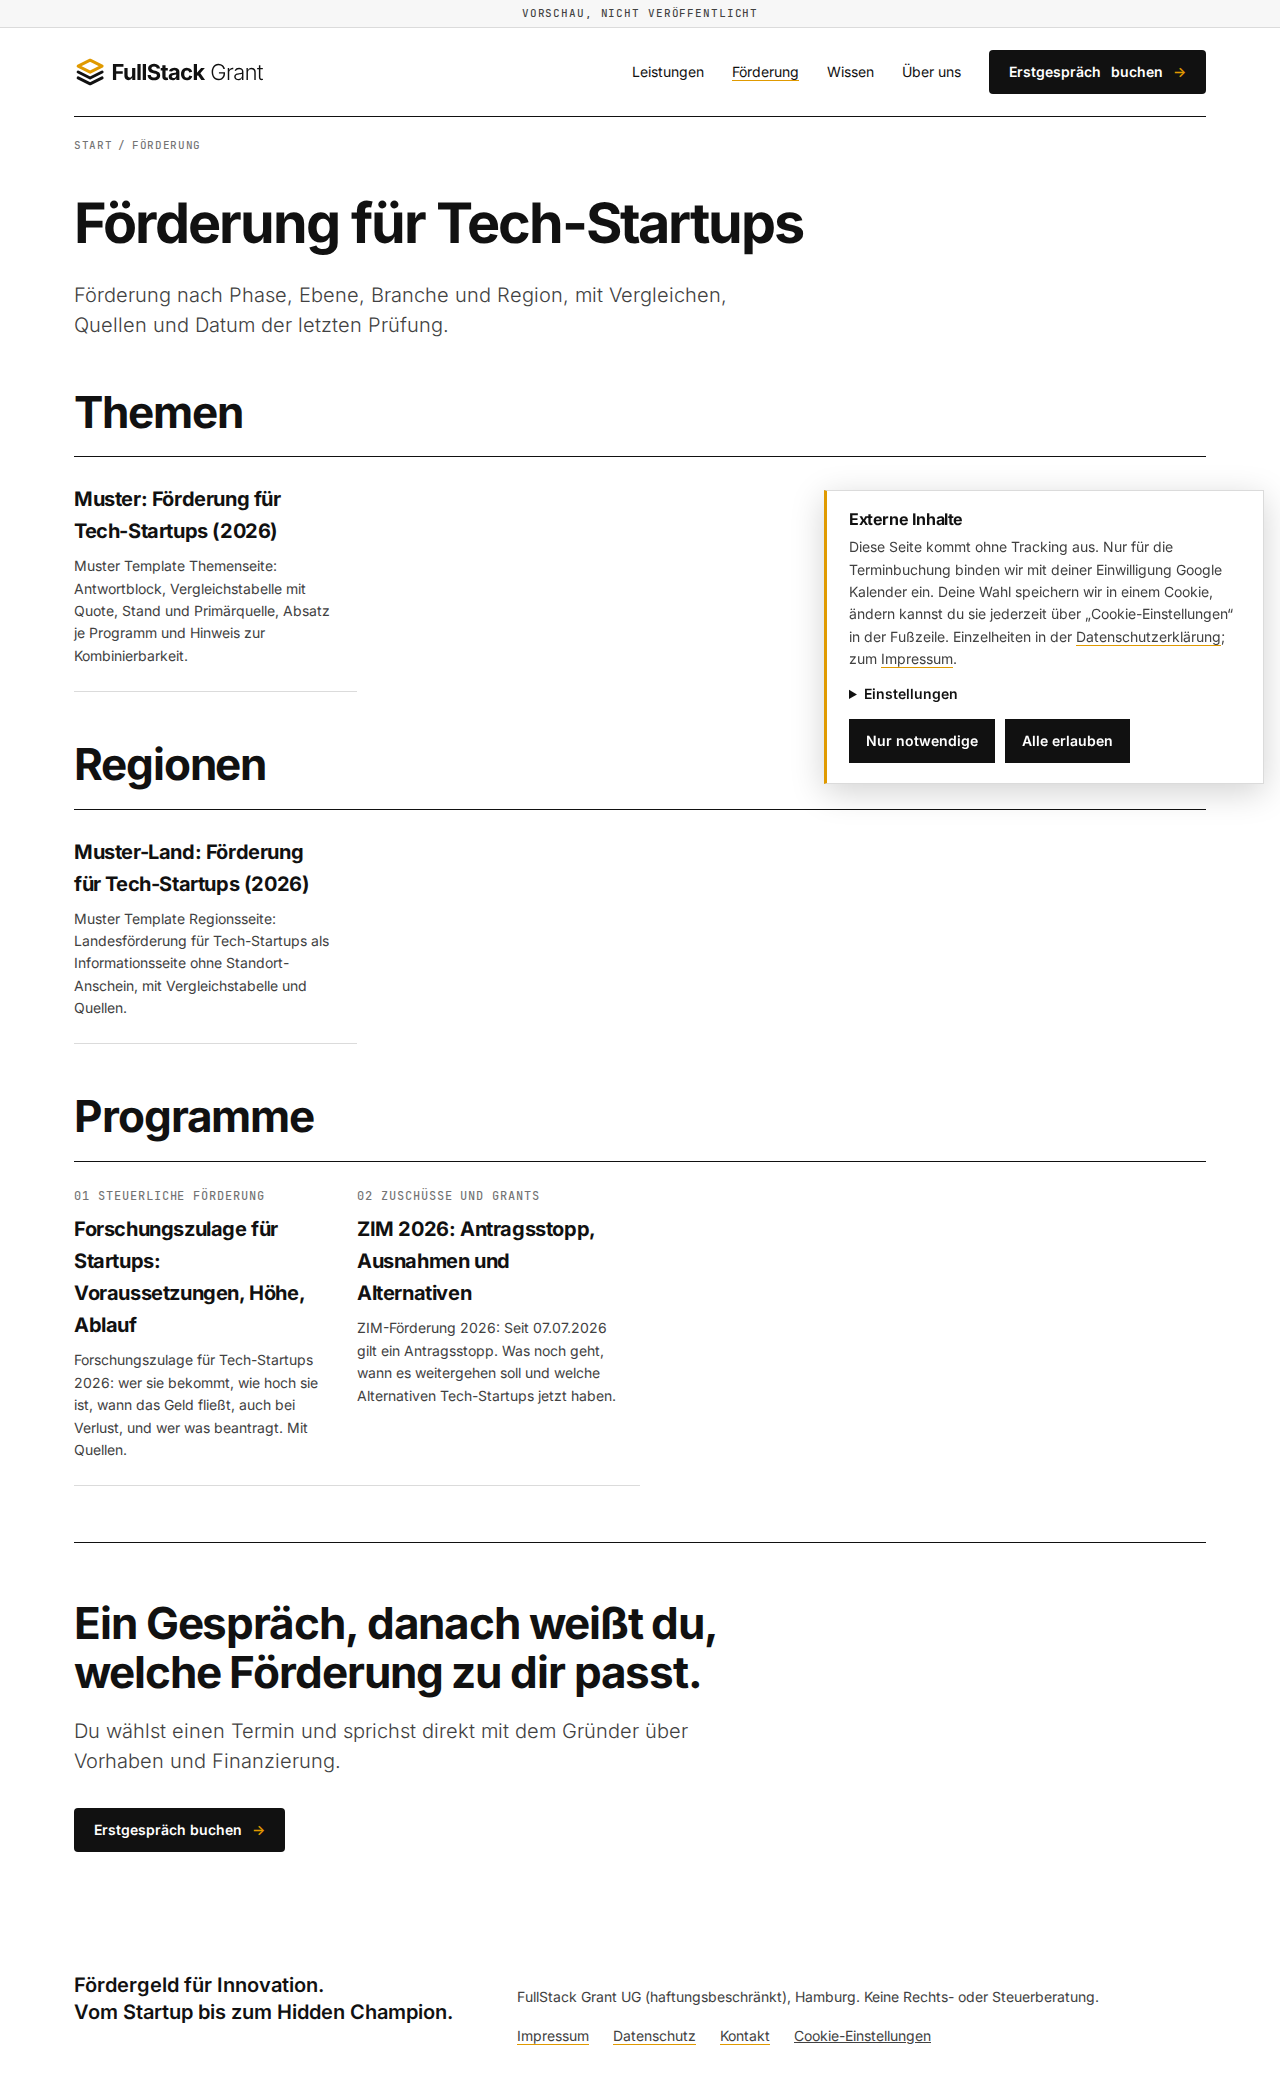 VORSCHAU, NICHT VERÖFFENTLICHT
FullStack Grant
Leistungen Förderung Wissen Über uns Erstgespräch buchen →
START / FÖRDERUNG
Förderung für Tech-Startups
Förderung nach Phase, Ebene, Branche und Region, mit Vergleichen,
Quellen und Datum der letzten Prüfung.
Themen
Muster: Förderung für
Tech-Startups (2026)
Muster Template Themenseite:
Antwortblock, Vergleichstabelle mit
Quote, Stand und Primärquelle, Absatz
je Programm und Hinweis zur
Kombinierbarkeit.
Externe Inhalte
Diese Seite kommt ohne Tracking aus. Nur für die
Terminbuchung binden wir mit deiner Einwilligung Google
Kalender ein. Deine Wahl speichern wir in einem Cookie,
ändern kannst du sie jederzeit über „Cookie-Einstellungen“
in der Fußzeile. Einzelheiten in der Datenschutzerklärung;
zum Impressum.
▶ Einstellungen
Nur notwendige Alle erlauben
Regionen
Muster-Land: Förderung
für Tech-Startups (2026)
Muster Template Regionsseite:
Landesförderung für Tech-Startups als
Informationsseite ohne Standort-
Anschein, mit Vergleichstabelle und
Quellen.
Programme
01 STEUERLICHE FÖRDERUNG
Forschungszulage für
Startups:
Voraussetzungen, Höhe,
Ablauf
Forschungszulage für Tech-Startups
2026: wer sie bekommt, wie hoch sie
ist, wann das Geld fließt, auch bei
Verlust, und wer was beantragt. Mit
Quellen.
02 ZUSCHÜSSE UND GRANTS
ZIM 2026: Antragsstopp,
Ausnahmen und
Alternativen
ZIM-Förderung 2026: Seit 07.07.2026
gilt ein Antragsstopp. Was noch geht,
wann es weitergehen soll und welche
Alternativen Tech-Startups jetzt haben.
Ein Gespräch, danach weißt du,
welche Förderung zu dir passt.
Du wählst einen Termin und sprichst direkt mit dem Gründer über
Vorhaben und Finanzierung.
Erstgespräch buchen →
Fördergeld für Innovation.
Vom Startup bis zum Hidden Champion.
FullStack Grant UG (haftungsbeschränkt), Hamburg. Keine Rechts- oder Steuerberatung.
Impressum Datenschutz Kontakt Cookie-Einstellungen